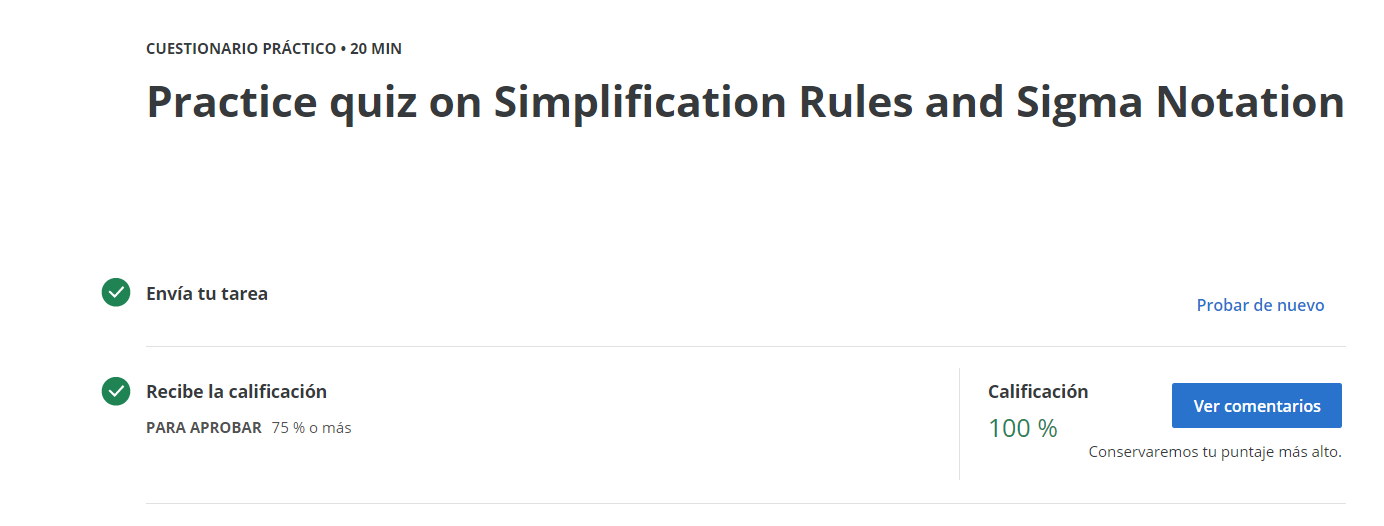 CUESTIONARIO PRÁCTICO • 20 MIN
Practice quiz on Simplification Rules and Sigma Notation
Envía tu tarea
Probar de nuevo
Recibe la calificación
PARA APROBAR 75 % o más
Calificación
100 %
Ver comentarios
Conservaremos tu puntaje más alto.